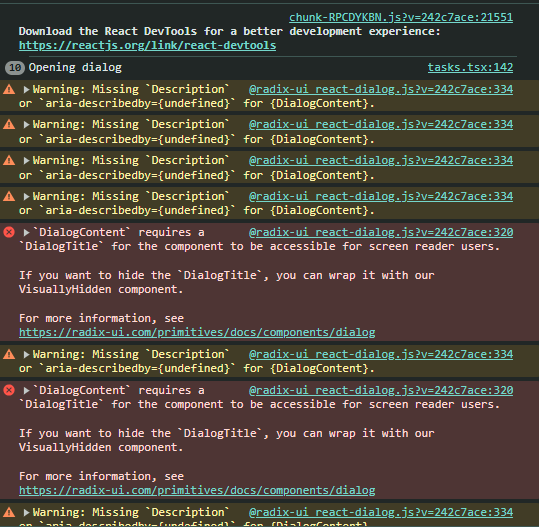 chunk-RPCDYKBN.js?v=242c7ace:21551
Download the React DevTools for a better development experience:
https://reactjs.org/link/react-devtools
10 Opening dialog tasks.tsx:142
Warning: Missing `Description` @radix-ui_react-dialog.js?v=242c7ace:334
or `aria-describedby={undefined}` for {DialogContent}.
Warning: Missing `Description` @radix-ui_react-dialog.js?v=242c7ace:334
or `aria-describedby={undefined}` for {DialogContent}.
Warning: Missing `Description` @radix-ui_react-dialog.js?v=242c7ace:334
or `aria-describedby={undefined}` for {DialogContent}.
Warning: Missing `Description` @radix-ui_react-dialog.js?v=242c7ace:334
or `aria-describedby={undefined}` for {DialogContent}.
`DialogContent` requires a @radix-ui_react-dialog.js?v=242c7ace:320
`DialogTitle` for the component to be accessible for screen reader users.
If you want to hide the `DialogTitle`, you can wrap it with our
VisuallyHidden component.
For more information, see
https://radix-ui.com/primitives/docs/components/dialog
Warning: Missing `Description` @radix-ui_react-dialog.js?v=242c7ace:334
or `aria-describedby={undefined}` for {DialogContent}.
`DialogContent` requires a @radix-ui_react-dialog.js?v=242c7ace:320
`DialogTitle` for the component to be accessible for screen reader users.
If you want to hide the `DialogTitle`, you can wrap it with our
VisuallyHidden component.
For more information, see
https://radix-ui.com/primitives/docs/components/dialog
Warning: Missing `Description` @radix-ui_react-dialog.js?v=242c7ace:334
or `aria-describedby={undefined}` for {DialogContent}.